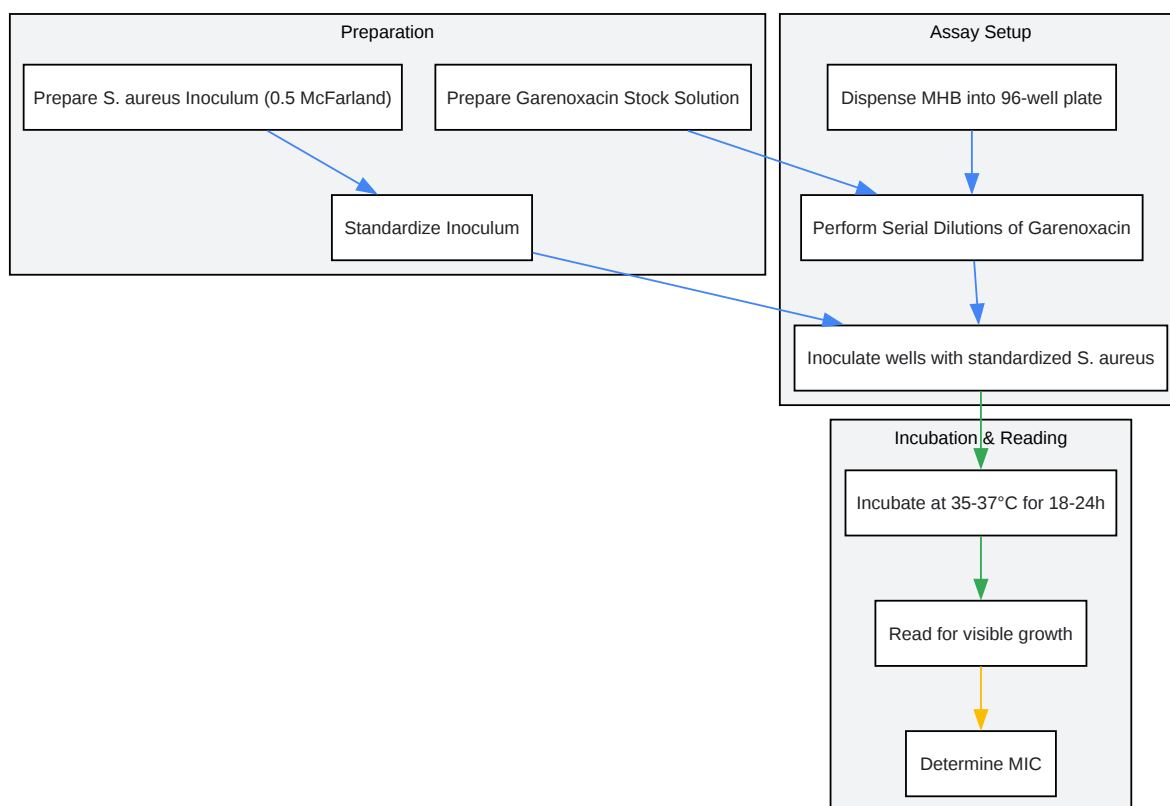 Preparation
Prepare S. aureus Inoculum (0.5 McFarland)
Prepare Garenoxacin Stock Solution
Standardize Inoculum
Assay Setup
Dispense MHB into 96-well plate
Perform Serial Dilutions of Garenoxacin
Inoculate wells with standardized S. aureus
Incubation & Reading
Incubate at 35-37°C for 18-24h
Read for visible growth
Determine MIC